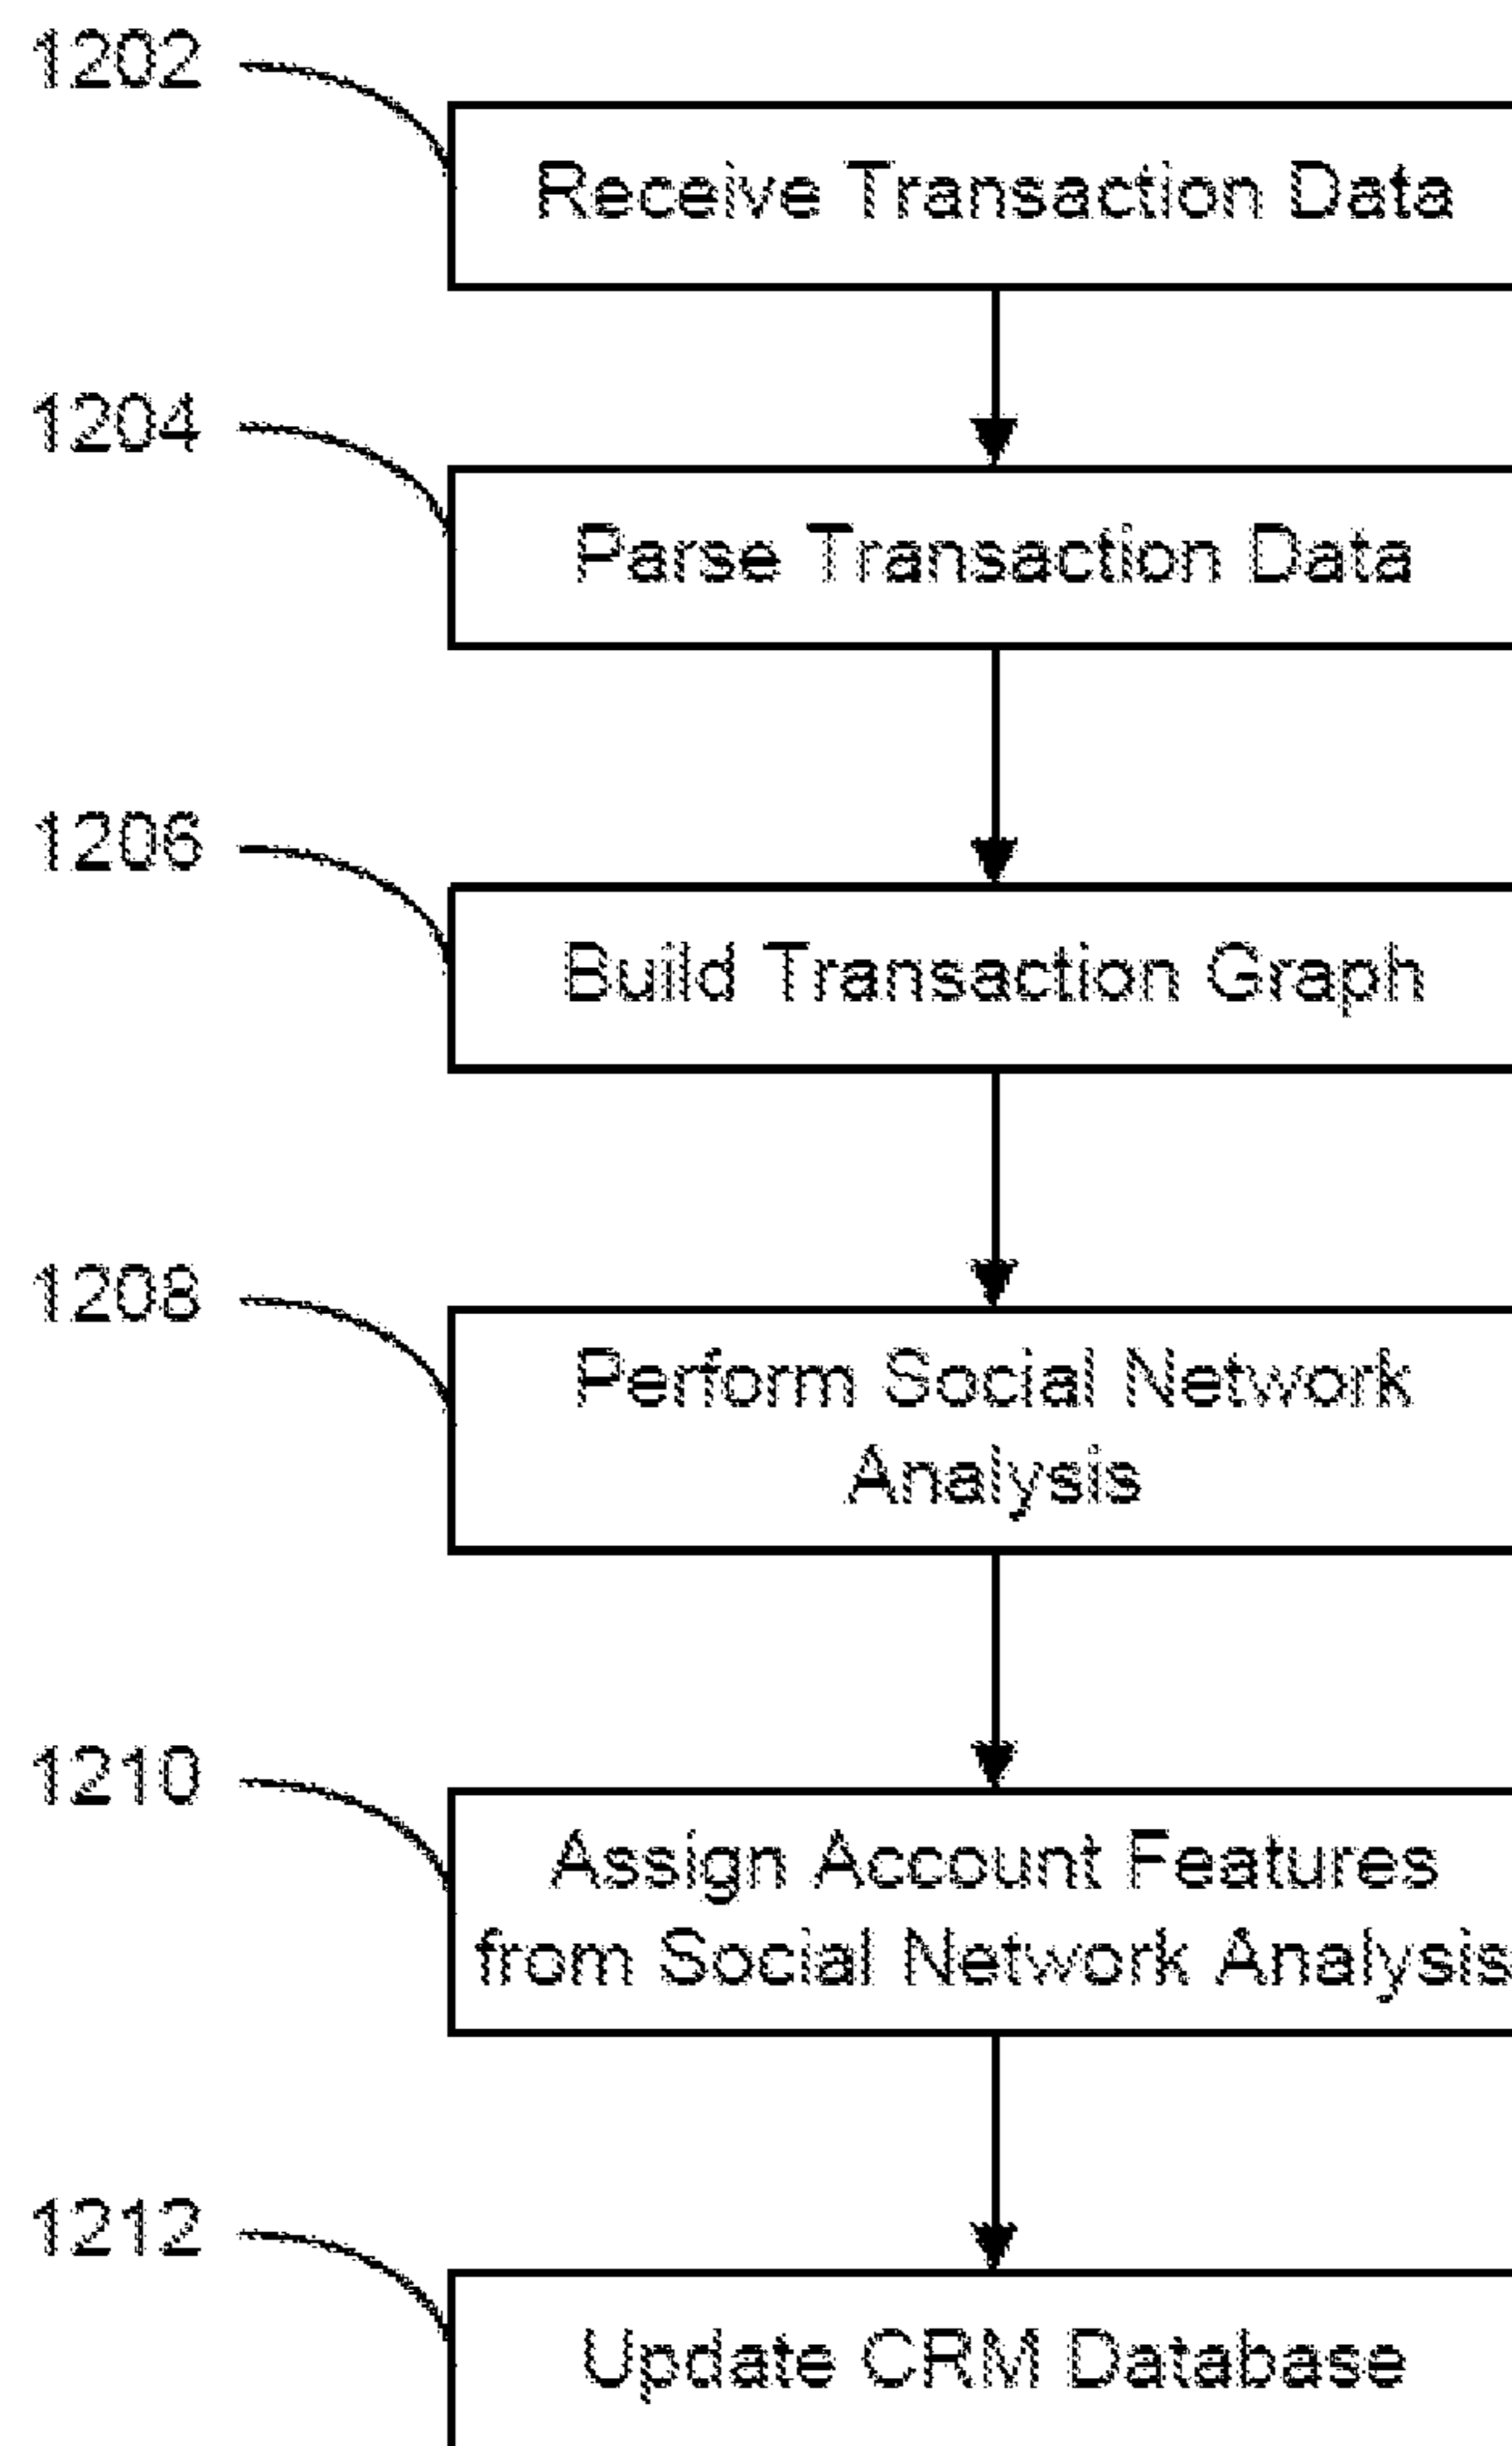 1202
Receive Transaction Data
1204
Parse Transaction Data
1206
Build Transaction Graph
1208
Perform Social Network
Analysis
1210
Assign Account Features
from Social Network Analysis
1212
Update CRM Database